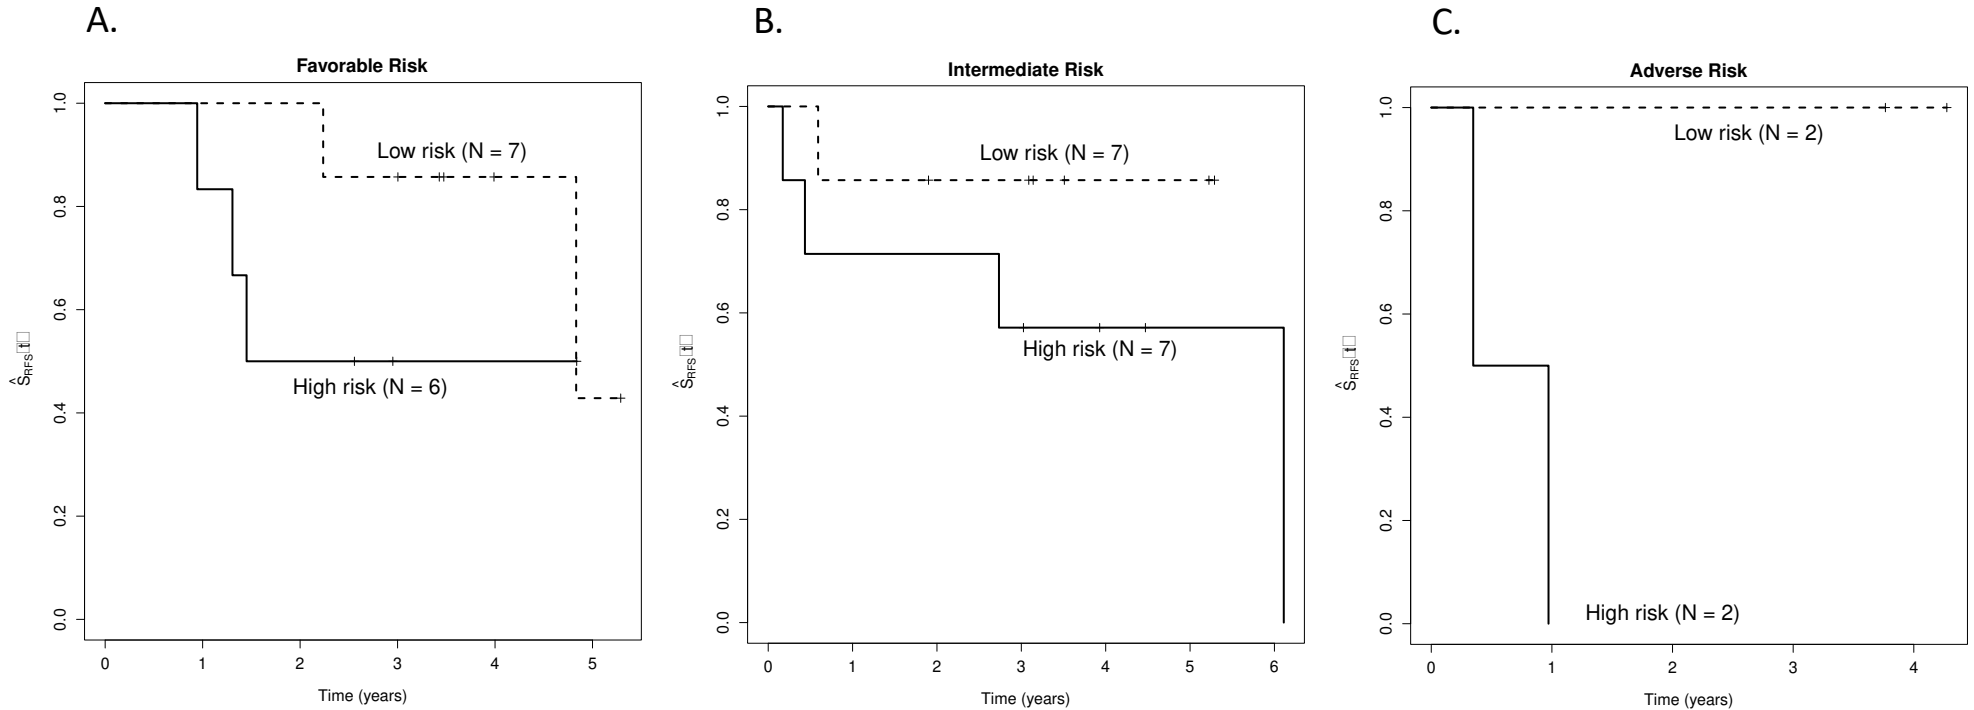 A.
Favorable Risk
1.0
0.8
0.6
0.4
0.2
0.0
ŜRFS t
Low risk (N = 7)
High risk (N = 6)
0 1 2 3 4 5
Time (years)
B.
Intermediate Risk
1.0
0.8
0.6
0.4
0.2
0.0
ŜRFS t
Low risk (N = 7)
High risk (N = 7)
0 1 2 3 4 5 6
Time (years)
C.
Adverse Risk
1.0
0.8
0.6
0.4
0.2
0.0
ŜRFS t
Low risk (N = 2)
High risk (N = 2)
0 1 2 3 4
Time (years)